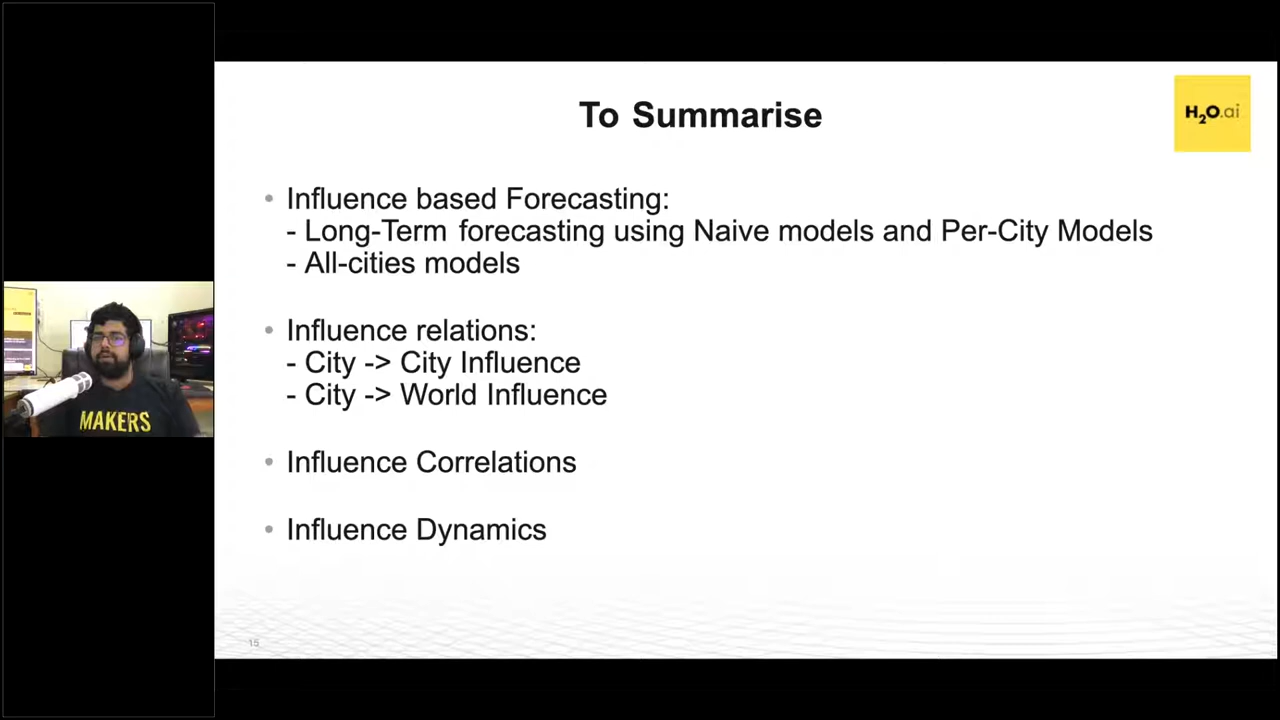 To Summarise
H2O.ai
• Influence based Forecasting:
- Long-Term forecasting using Naive models and Per-City Models
- All-cities models
• Influence relations:
- City -> City Influence
- City -> World Influence
• Influence Correlations
• Influence Dynamics
MAKERS
15